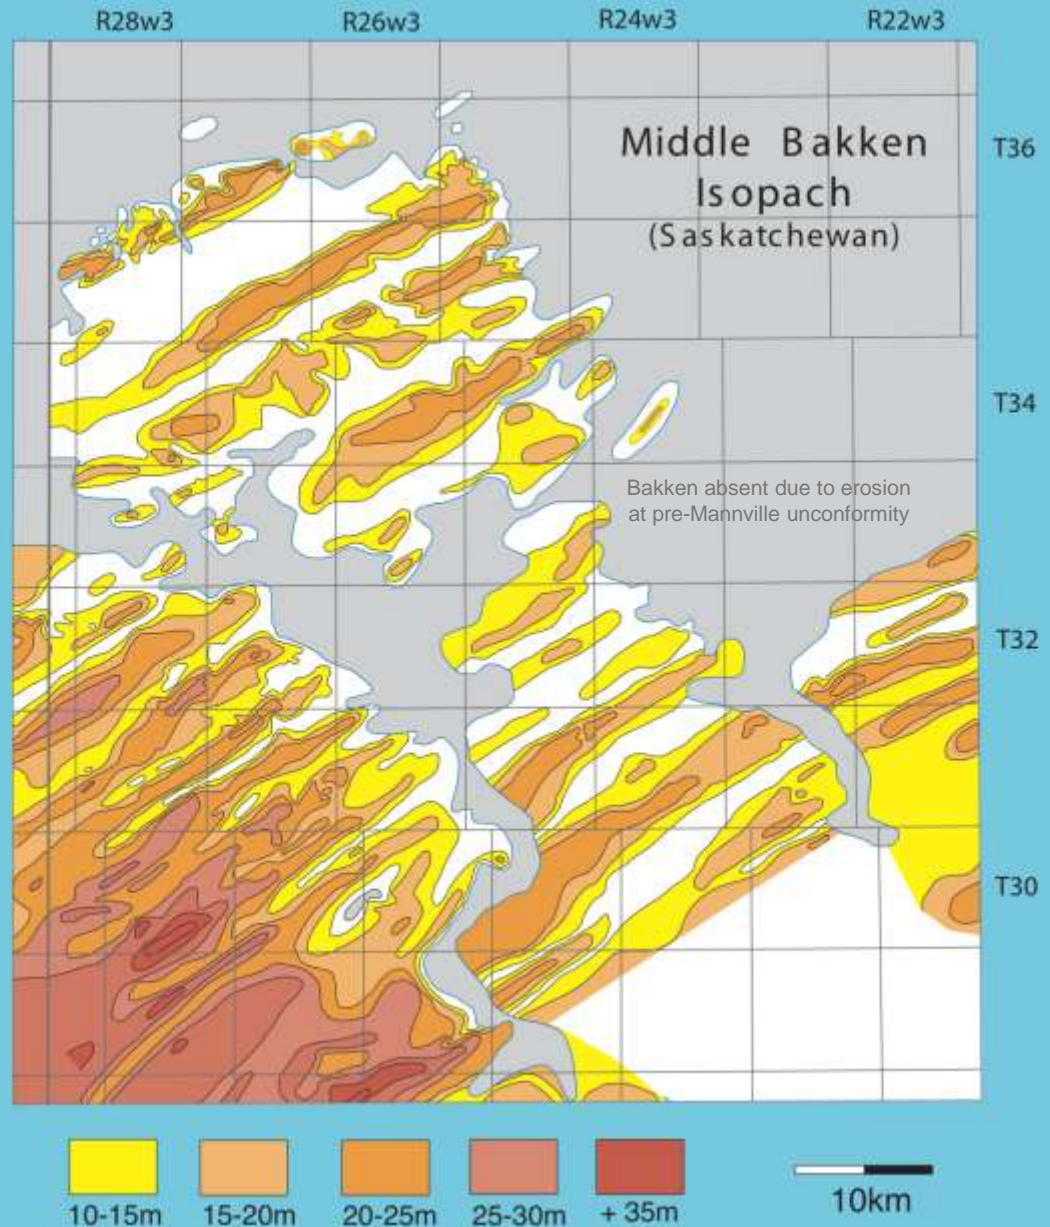 R28w3 R26w3 R24w3 R22w3
Middle Bakken
Isopach
(Saskatchewan)
T36
T34
Bakken absent due to erosion
at pre-Mannville unconformity
T32
T30
10-15m 15-20m 20-25m 25-30m + 35m
10km